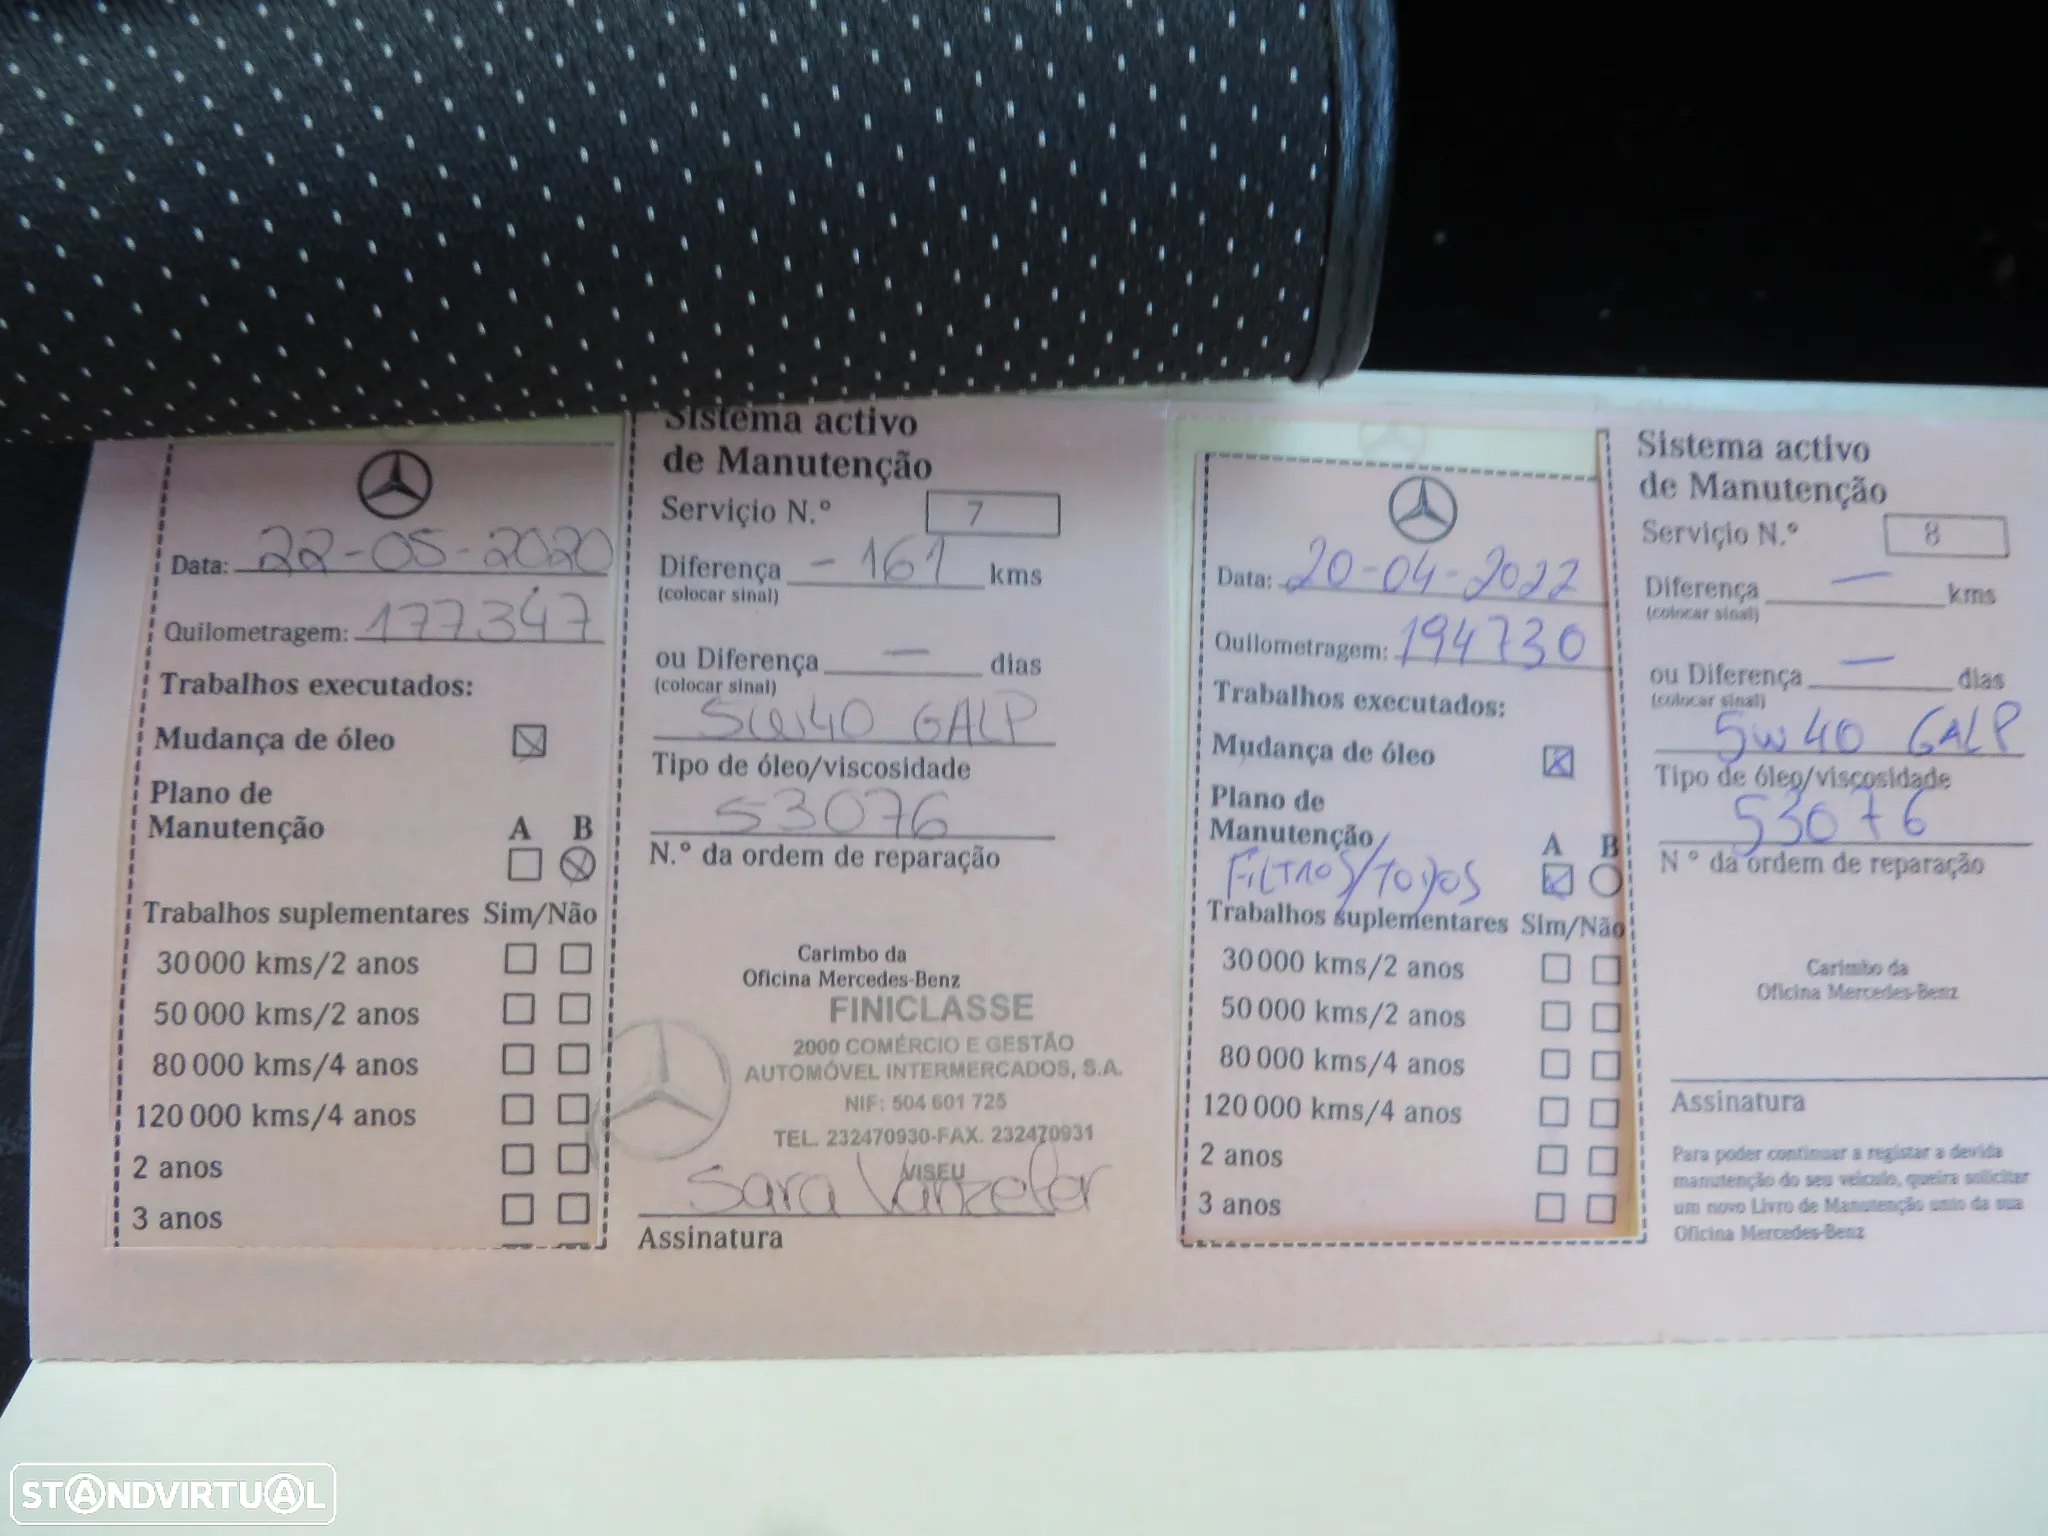 Data: 22-05-2020
Quilometragem: 177347
Trabalhos executados:
Mudança de óleo
Plano de
Manutenção A B
Trabalhos suplementares Sim/Não
30 000 kms/2 anos
50 000 kms/2 anos
80 000 kms/4 anos
120 000 kms/4 anos
2 anos
3 anos
Sistema activo
de Manutenção
Serviçio N.º 7
Diferença - 161 kms
(colocar sinal)
ou Diferença — dias
(colocar sinal)
5W40 GALP
Tipo de óleo/viscosidade
53076
N.º da ordem de reparação
Carimbo da
Oficina Mercedes-Benz
FINICLASSE
2000 COMÉRCIO E GESTÃO
AUTOMÓVEL INTERMERCADOS, S.A.
NIF: 504 601 725
TEL. 232470930-FAX. 232470931
VISEU
Sara Vanzeler
Assinatura
Data: 20-04-2022
Quilometragem: 194730
Trabalhos executados:
Mudança de óleo
Plano de
Manutenção A B
FILTROS/TODOS
Trabalhos suplementares Sim/Não
30 000 kms/2 anos
50 000 kms/2 anos
80 000 kms/4 anos
120 000 kms/4 anos
2 anos
3 anos
Sistema activo
de Manutenção
Serviçio N.º 8
Diferença — kms
(colocar sinal)
ou Diferença — dias
(colocar sinal)
5W40 GALP
Tipo de óleo/viscosidade
53076
N º da ordem de reparação
Carimbo da
Oficina Mercedes-Benz
Assinatura
Para poder continuar a registar a devida
manutenção do seu veiculo, queira solicitar
um novo Livro de Manutenção unto da sua
Oficina Mercedes-Benz
STANDVIRTUAL